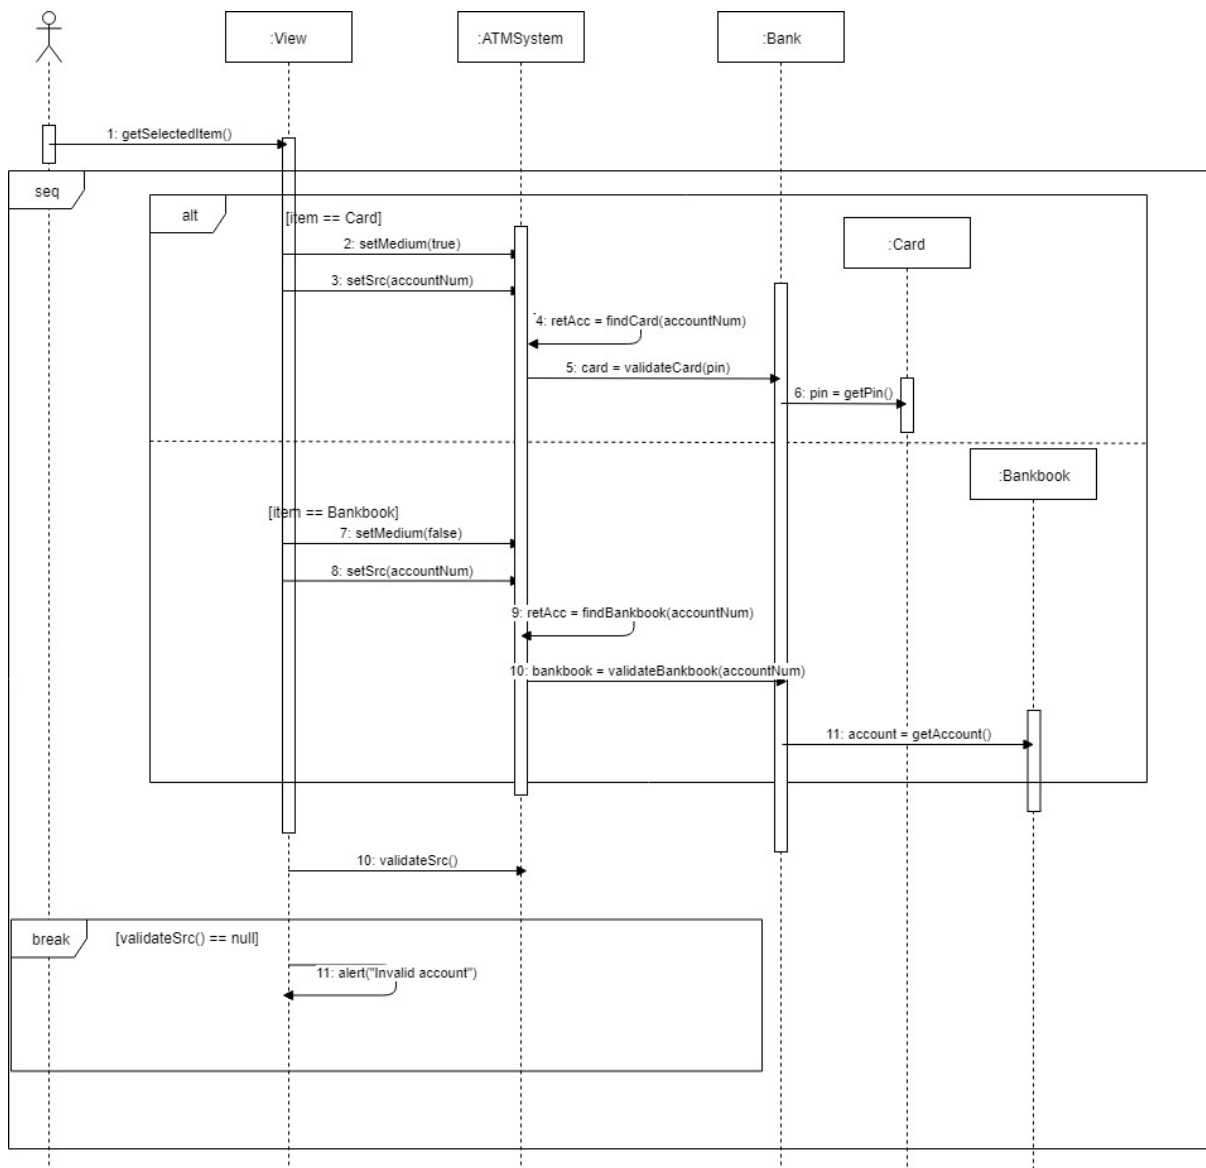 :View
:ATMSystem
:Bank
1: getSelectedItem()
seq
alt
[item == Card]
2: setMedium(true)
:Card
3: setSrc(accountNum)
4: retAcc = findCard(accountNum)
5: card = validateCard(pin)
6: pin = getPin()
:Bankbook
[item == Bankbook]
7: setMedium(false)
8: setSrc(accountNum)
9: retAcc = findBankbook(accountNum)
10: bankbook = validateBankbook(accountNum)
11: account = getAccount()
10: validateSrc()
break
[validateSrc() == null]
11: alert("Invalid account")